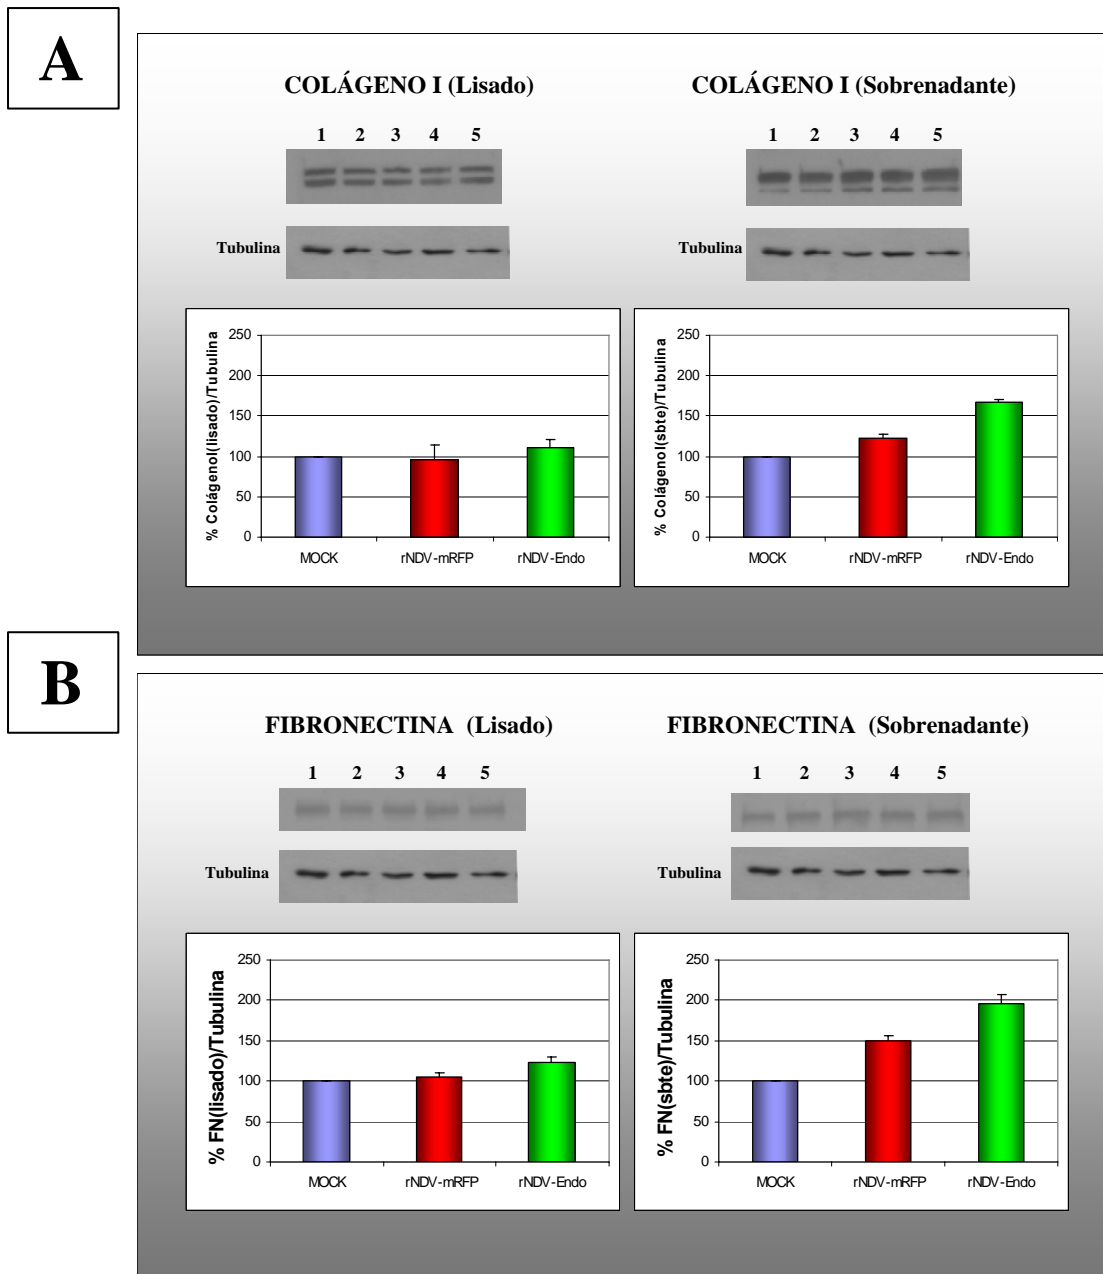 A
COLÁGENO I (Lisado)
1 2 3 4 5
Tubulina
% Colágenol(lisado)/Tubulina
250
200
150
100
50
0
MOCK rNDV-mRFP rNDV-Endo
COLÁGENO I (Sobrenadante)
1 2 3 4 5
Tubulina
% Colágenol(sbte)/Tubulina
250
200
150
100
50
0
MOCK rNDV-mRFP rNDV-Endo
B
FIBRONECTINA (Lisado)
1 2 3 4 5
Tubulina
% FN(lisado)/Tubulina
250
200
150
100
50
0
MOCK rNDV-mRFP rNDV-Endo
FIBRONECTINA (Sobrenadante)
1 2 3 4 5
Tubulina
% FN(sbte)/Tubulina
250
200
150
100
50
0
MOCK rNDV-mRFP rNDV-Endo